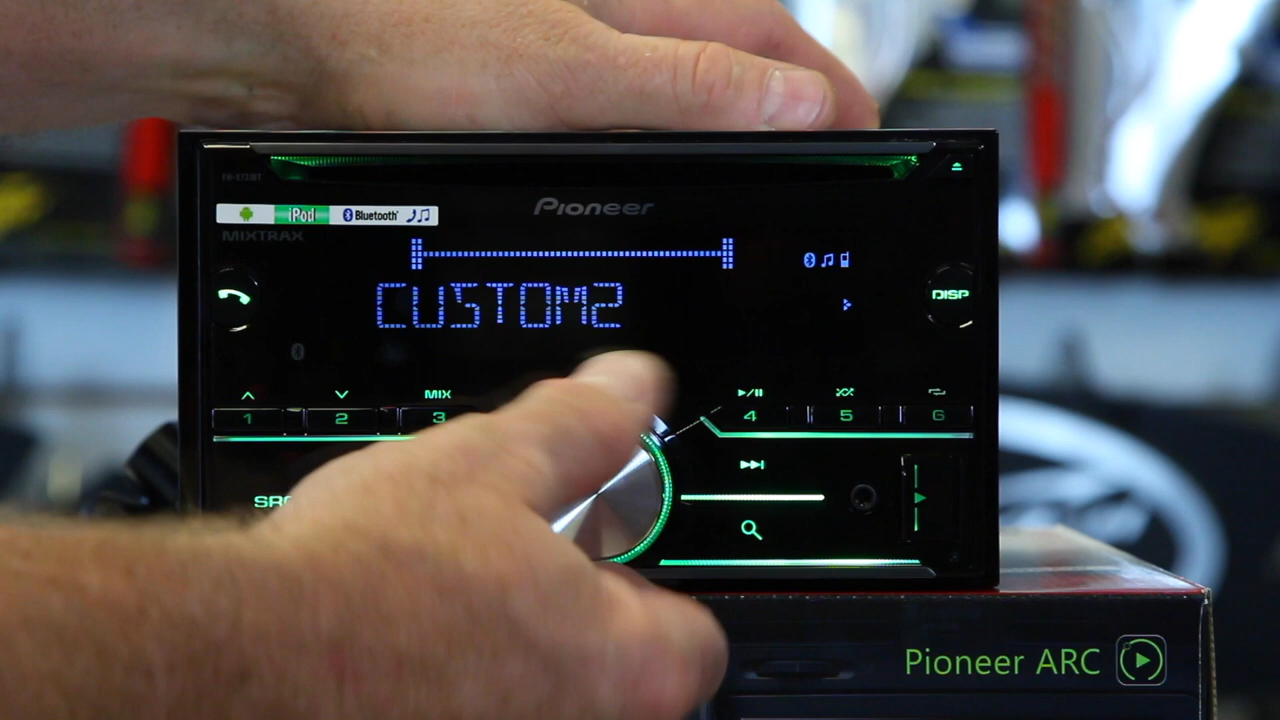 Pioneer
iPod Bluetooth
MIXTRAX
CUSTOM2
DISP
MIX
1 2 3 4 5 6
Pioneer ARC